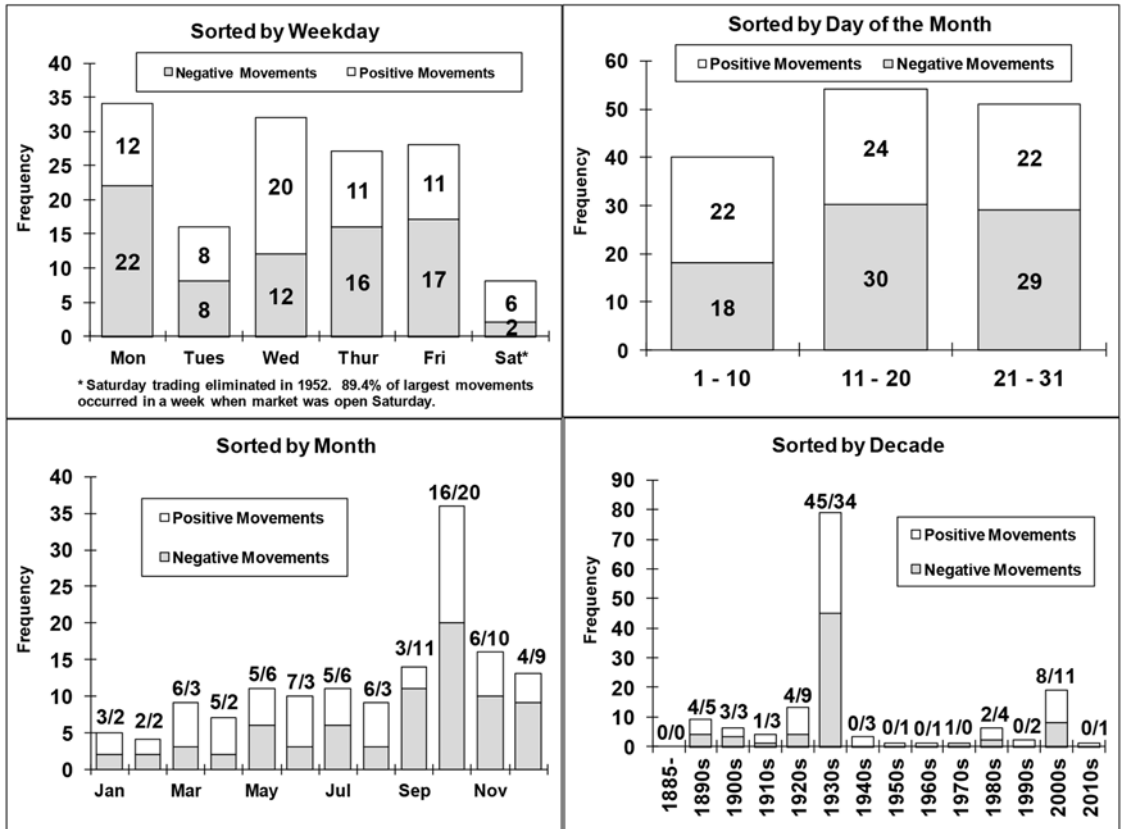 Sorted by Weekday
Negative Movements Positive Movements
Frequency
40
35
30
25
20
15
10
5
0
12
22
8
8
20
12
11
16
11
17
6
2
Mon Tues Wed Thur Fri Sat*
* Saturday trading eliminated in 1952. 89.4% of largest movements
occurred in a week when market was open Saturday.
Sorted by Day of the Month
Positive Movements Negative Movements
Frequency
60
50
40
30
20
10
0
22
18
24
30
22
29
1 - 10 11 - 20 21 - 31
Sorted by Month
Positive Movements
Negative Movements
Frequency
40
35
30
25
20
15
10
5
0
3/2 2/2 6/3 4/2 5/6 7/3 5/6 6/3 3/11 16/20 6/10 4/9
Jan Mar May Jul Sep Nov
Sorted by Decade
Positive Movements
Negative Movements
Frequency
90
80
70
60
50
40
30
20
10
0
0/0 4/5 3/3 1/3 4/9 45/34 0/3 0/1 0/1 1/0 2/4 0/2 8/11 0/1
1885- 1890s 1900s 1910s 1920s 1930s 1940s 1950s 1960s 1970s 1980s 1990s 2000s 2010s